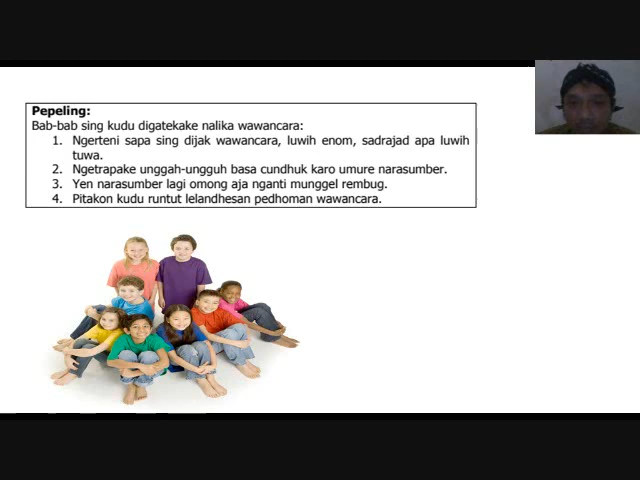 Pepeling:
Bab-bab sing kudu digatekake nalika wawancara:
1. Ngerteni sapa sing dijak wawancara, luwih enom, sadrajad apa luwih
tuwa.
2. Ngetrapake unggah-ungguh basa cundhuk karo umure narasumber.
3. Yen narasumber lagi omong aja nganti munggel rembug.
4. Pitakon kudu runtut lelandhesan pedhoman wawancara.